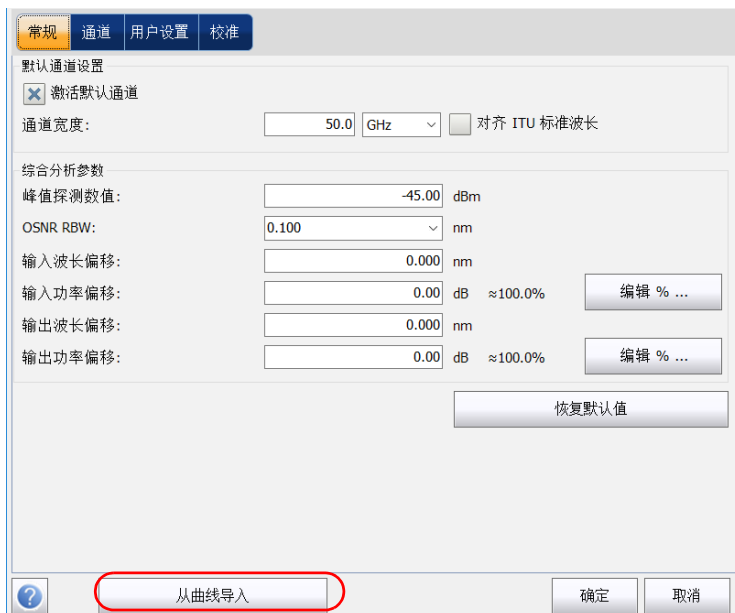 常规 通道 用户设置 校准
默认通道设置
激活默认通道
通道宽度: 50.0 GHz 对齐 ITU 标准波长
综合分析参数
峰值探测数值: -45.00 dBm
OSNR RBW: 0.100 nm
输入波长偏移: 0.000 nm
输入功率偏移: 0.00 dB ≈100.0% 编辑 % ...
输出波长偏移: 0.000 nm
输出功率偏移: 0.00 dB ≈100.0% 编辑 % ...
恢复默认值
? 从曲线导入 确定 取消